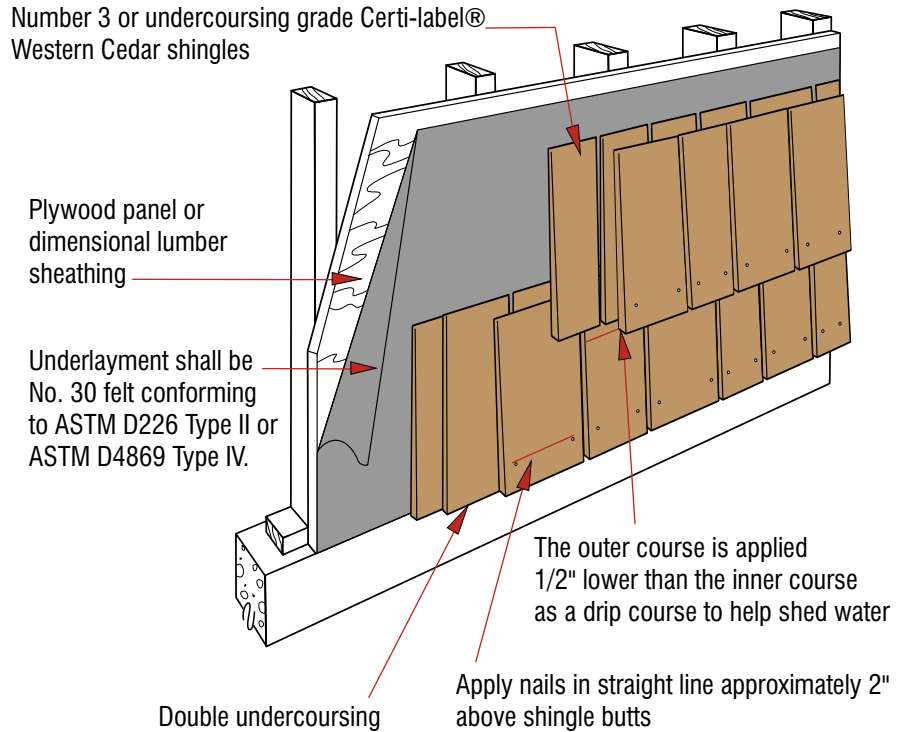 Number 3 or undercoursing grade Certi-label®
Western Cedar shingles
Plywood panel or
dimensional lumber
sheathing
Underlayment shall be
No. 30 felt conforming
to ASTM D226 Type II or
ASTM D4869 Type IV.
The outer course is applied
1/2" lower than the inner course
as a drip course to help shed water
Apply nails in straight line approximately 2"
above shingle butts
Double undercoursing